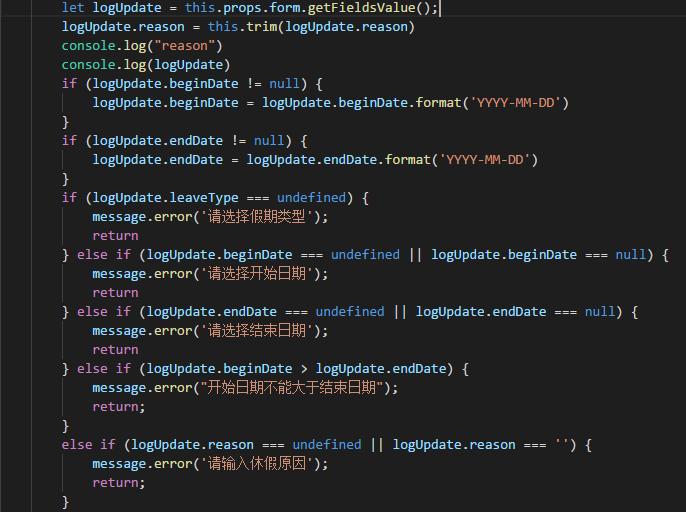 let logUpdate = this.props.form.getFieldsValue();
logUpdate.reason = this.trim(logUpdate.reason)
console.log("reason")
console.log(logUpdate)
if (logUpdate.beginDate != null) {
logUpdate.beginDate = logUpdate.beginDate.format('YYYY-MM-DD')
}
if (logUpdate.endDate != null) {
logUpdate.endDate = logUpdate.endDate.format('YYYY-MM-DD')
}
if (logUpdate.leaveType === undefined) {
message.error('请选择假期类型');
return
} else if (logUpdate.beginDate === undefined || logUpdate.beginDate === null) {
message.error('请选择开始日期');
return
} else if (logUpdate.endDate === undefined || logUpdate.endDate === null) {
message.error('请选择结束日期');
return
} else if (logUpdate.beginDate > logUpdate.endDate) {
message.error("开始日期不能大于结束日期");
return;
}
else if (logUpdate.reason === undefined || logUpdate.reason === '') {
message.error('请输入休假原因');
return;
}